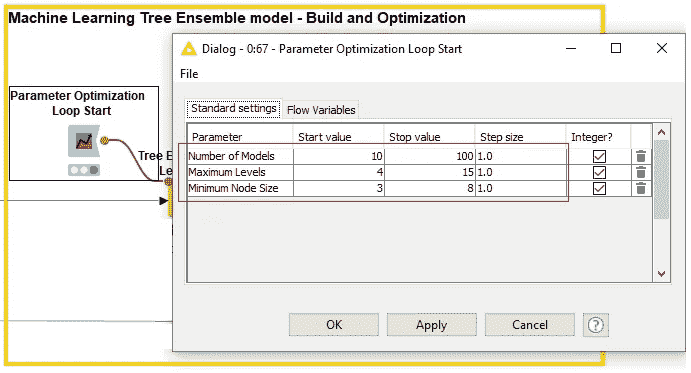 Machine Learning Tree Ensemble model - Build and Optimization
Parameter Optimization
Loop Start
Tree E
Le
Dialog - 0:67 - Parameter Optimization Loop Start
File
Standard settings Flow Variables
Parameter Start value Stop value Step size Integer?
Number of Models 10 100 1.0
Maximum Levels 4 15 1.0
Minimum Node Size 3 8 1.0
OK Apply Cancel ?